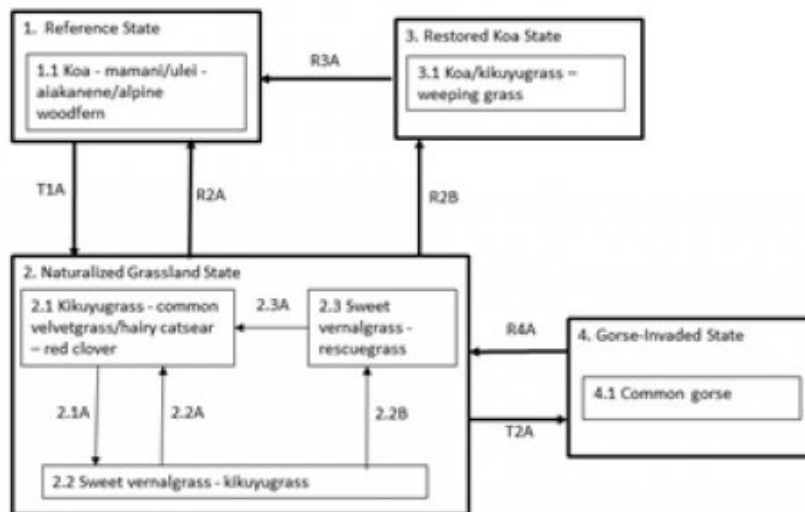 1. Reference State
1.1 Koa - mamani/ulei -
alakanene/alpine
woodfern
3. Restored Koa State
3.1 Koa/kikuyugrass –
weeping grass
R3A
T1A
R2A
R2B
2. Naturalized Grassland State
2.1 Kikuyugrass - common
velvetgrass/hairy catsear
– red clover
2.3A
2.3 Sweet
vernalgrass -
rescuegrass
2.1A
2.2A
2.2B
2.2 Sweet vernalgrass - kikuyugrass
R4A
T2A
4. Gorse-Invaded State
4.1 Common gorse